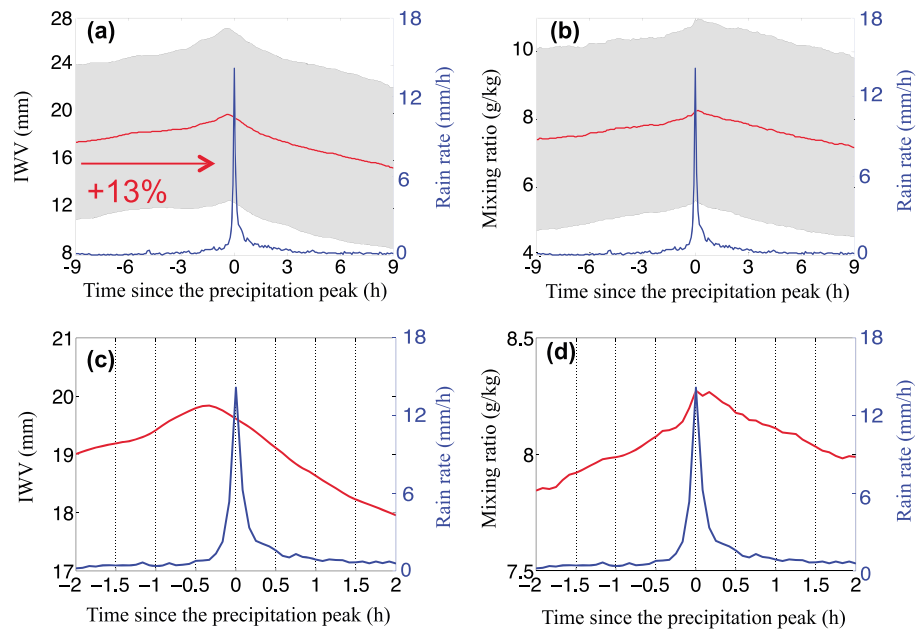 (a)
28
24
20
16
12
8
IWV (mm)
+13%
18
12
6
0
Rain rate (mm/h)
-9 -6 -3 0 3 6 9
Time since the precipitation peak (h)
(b)
10
8
6
4
Mixing ratio (g/kg)
18
12
6
0
Rain rate (mm/h)
-9 -6 -3 0 3 6 9
Time since the precipitation peak (h)
(c)
21
20
19
18
17
IWV (mm)
18
12
6
0
Rain rate (mm/h)
-2 -1.5 -1 -0.5 0 0.5 1 1.5 2
Time since the precipitation peak (h)
(d)
8.5
8
7.5
Mixing ratio (g/kg)
18
12
6
0
Rain rate (mm/h)
-2 -1.5 -1 -0.5 0 0.5 1 1.5 2
Time since the precipitation peak (h)